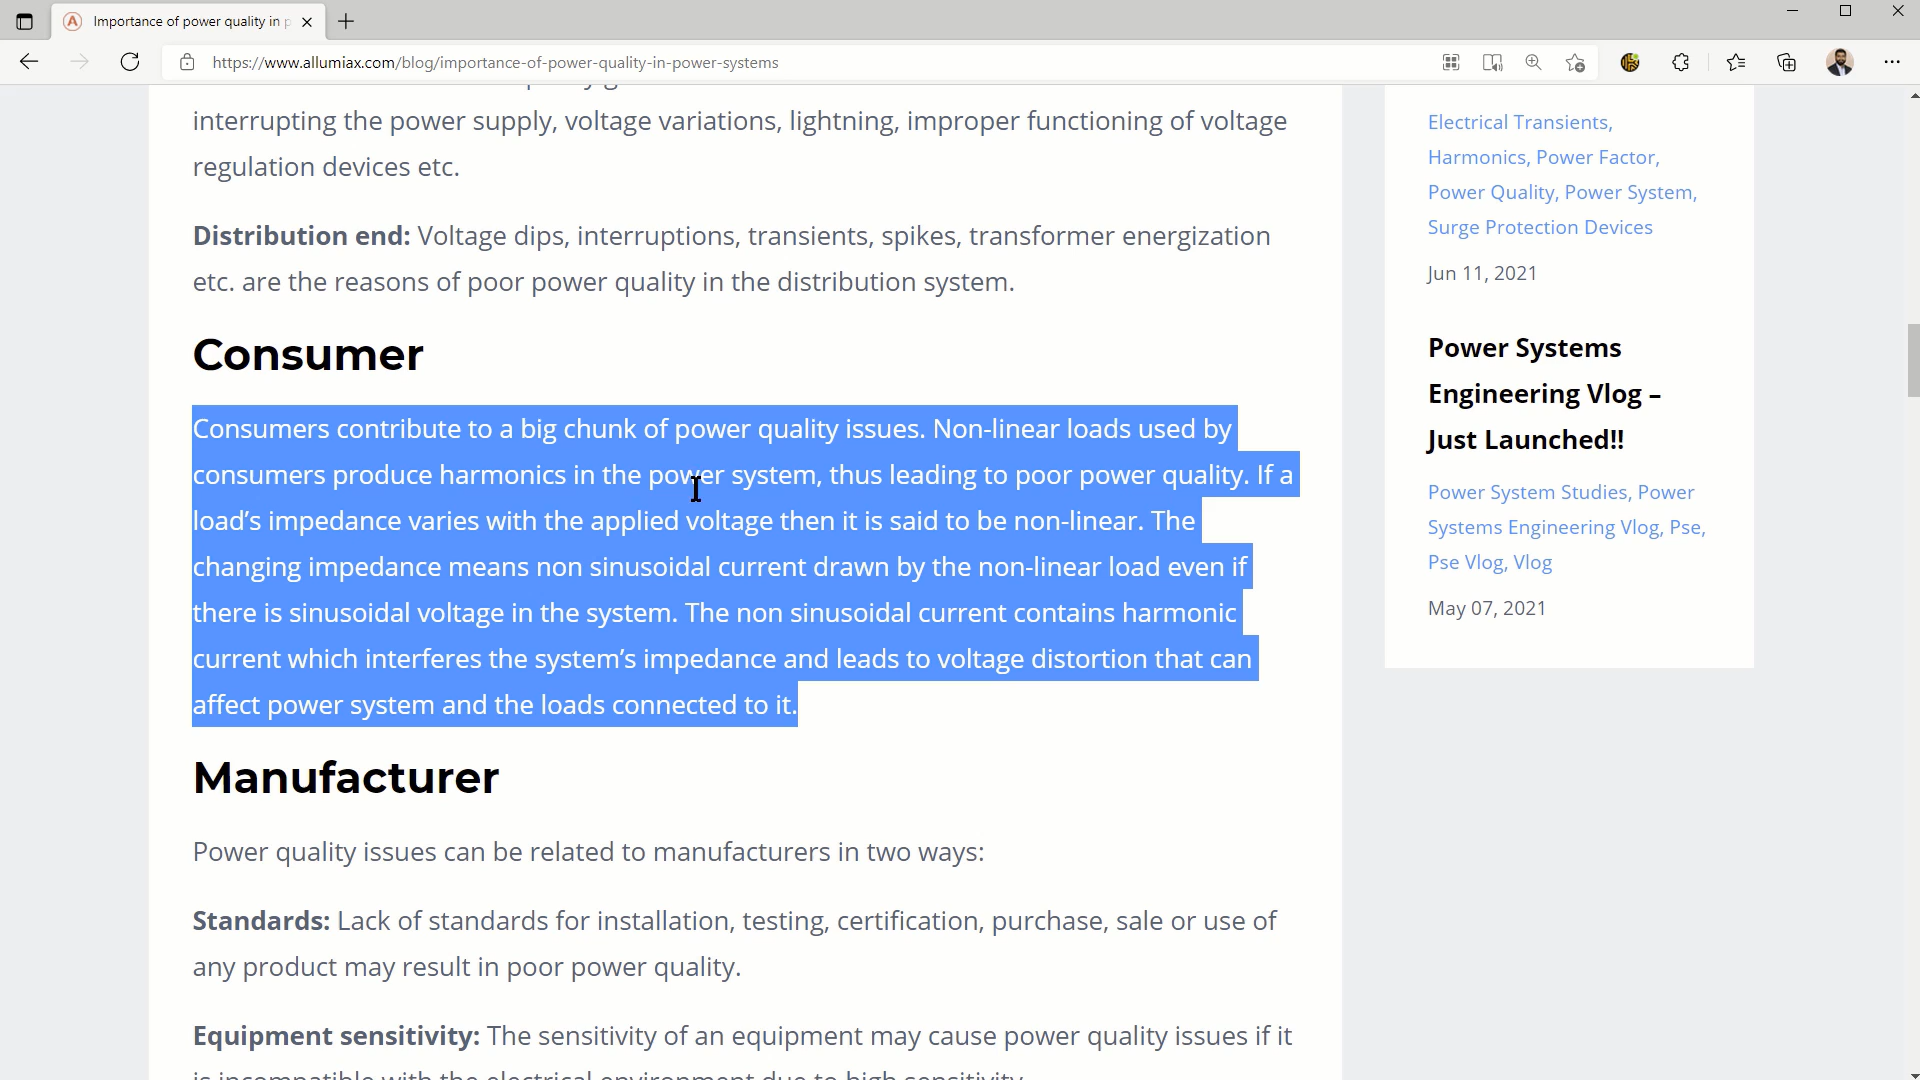 Importance of power quality in p
https://www.allumiax.com/blog/importance-of-power-quality-in-power-systems
interrupting the power supply, voltage variations, lightning, improper functioning of voltage
regulation devices etc.
Distribution end: Voltage dips, interruptions, transients, spikes, transformer energization
etc. are the reasons of poor power quality in the distribution system.
Consumer
Consumers contribute to a big chunk of power quality issues. Non-linear loads used by
consumers produce harmonics in the power system, thus leading to poor power quality. If a
load’s impedance varies with the applied voltage then it is said to be non-linear. The
changing impedance means non sinusoidal current drawn by the non-linear load even if
there is sinusoidal voltage in the system. The non sinusoidal current contains harmonic
current which interferes the system’s impedance and leads to voltage distortion that can
affect power system and the loads connected to it.
Manufacturer
Power quality issues can be related to manufacturers in two ways:
Standards: Lack of standards for installation, testing, certification, purchase, sale or use of
any product may result in poor power quality.
Equipment sensitivity: The sensitivity of an equipment may cause power quality issues if it
is incompatible with the electrical environment due to high sensitivity.
Electrical Transients,
Harmonics, Power Factor,
Power Quality, Power System,
Surge Protection Devices
Jun 11, 2021
Power Systems
Engineering Vlog –
Just Launched!!
Power System Studies, Power
Systems Engineering Vlog, Pse,
Pse Vlog, Vlog
May 07, 2021